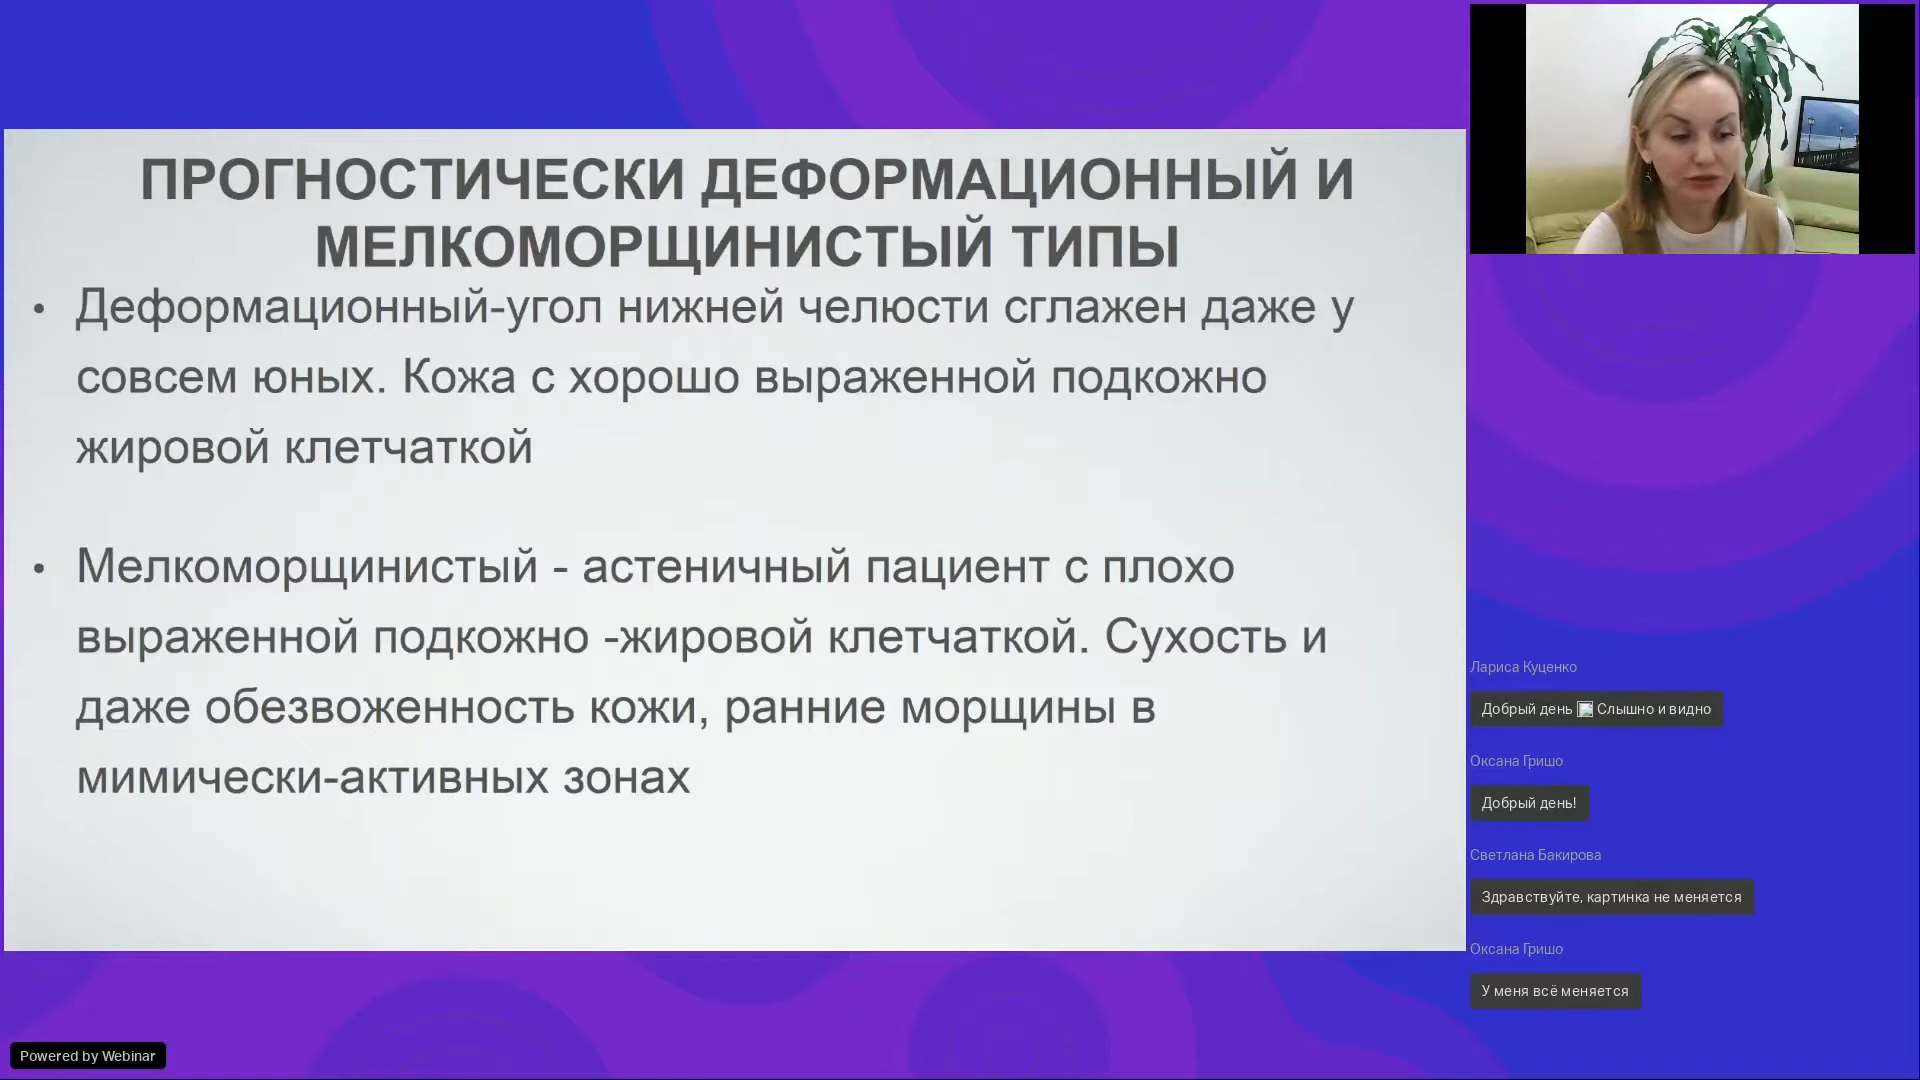 ПРОГНОСТИЧЕСКИ ДЕФОРМАЦИОННЫЙ И
МЕЛКОМОРЩИНИСТЫЙ ТИПЫ
• Деформационный-угол нижней челюсти сглажен даже у
совсем юных. Кожа с хорошо выраженной подкожно
жировой клетчаткой
• Мелкоморщинистый - астеничный пациент с плохо
выраженной подкожно -жировой клетчаткой. Сухость и
даже обезвоженность кожи, ранние морщины в
мимически-активных зонах
Лариса Куценко
Добрый день Слышно и видно
Оксана Гришо
Добрый день!
Светлана Бакирова
Здравствуйте, картинка не меняется
Оксана Гришо
У меня всё меняется
Powered by Webinar